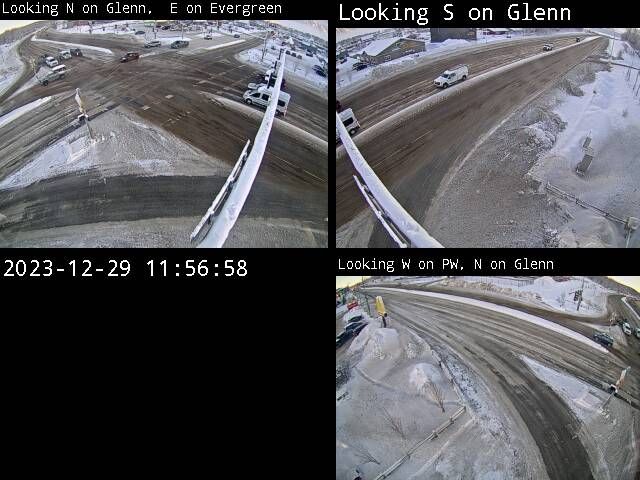 Looking N on Glenn,  E on Evergreen
Looking S on Glenn
2023-12-29 11:56:58
Looking W on PW, N on Glenn